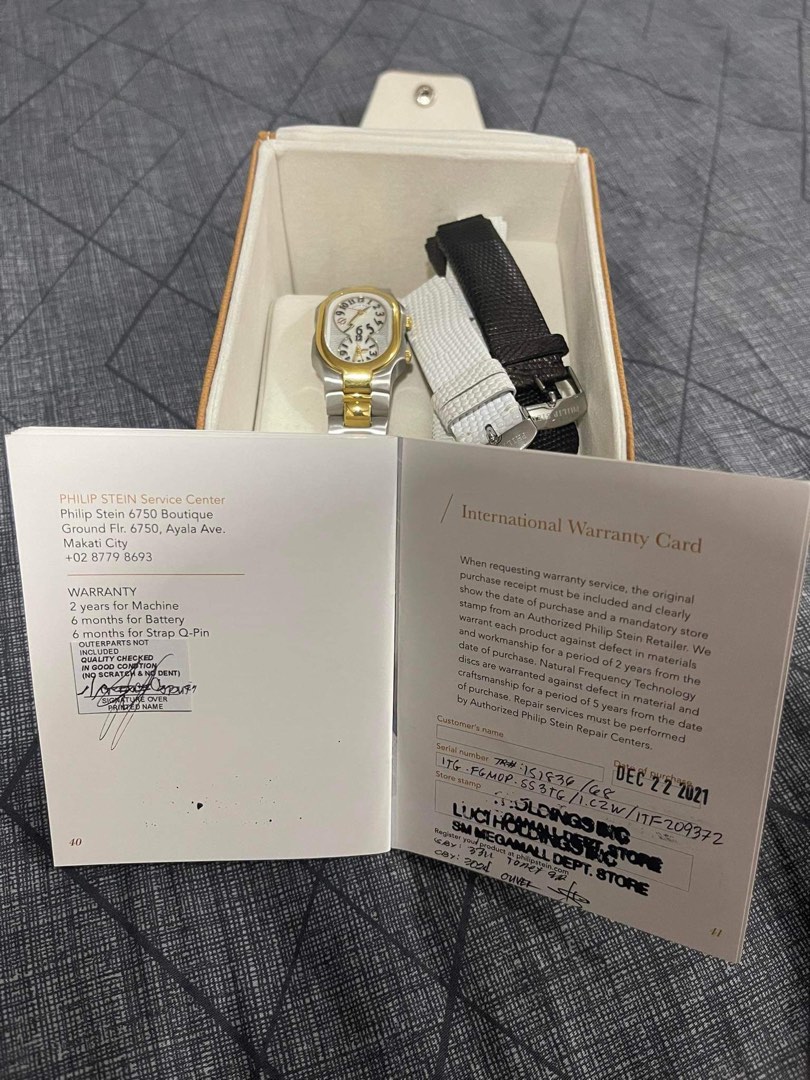 PHILIP STEIN Service Center
Philip Stein 6750 Boutique
Ground Flr. 6750, Ayala Ave.
Makati City
+02 8779 8693
WARRANTY
2 years for Machine
6 months for Battery
6 months for Strap Q-Pin
OUTERPARTS NOT
INCLUDED
QUALITY CHECKED
IN GOOD CONDITION
(NO SCRATCH & NO DENT)
SIGNATURE OVER
PRINTED NAME
40
International Warranty Card
When requesting warranty service, the original
purchase receipt must be included and clearly
show the date of purchase and a mandatory store
stamp from an Authorized Philip Stein Retailer. We
warrant each product against defect in materials
and workmanship for a period of 2 years from the
date of purchase. Natural Frequency Technology
discs are warranted against defect in material and
craftsmanship for a period of 5 years from the date
of purchase. Repair services must be performed
by Authorized Philip Stein Repair Centers.
Customer's name
Serial number
Date of purchase
DEC 22 2021
Store stamp
LUCI HOLDINGS INC
SM MEGAMALL DEPT. STORE
Register your product at philipstein.com
41